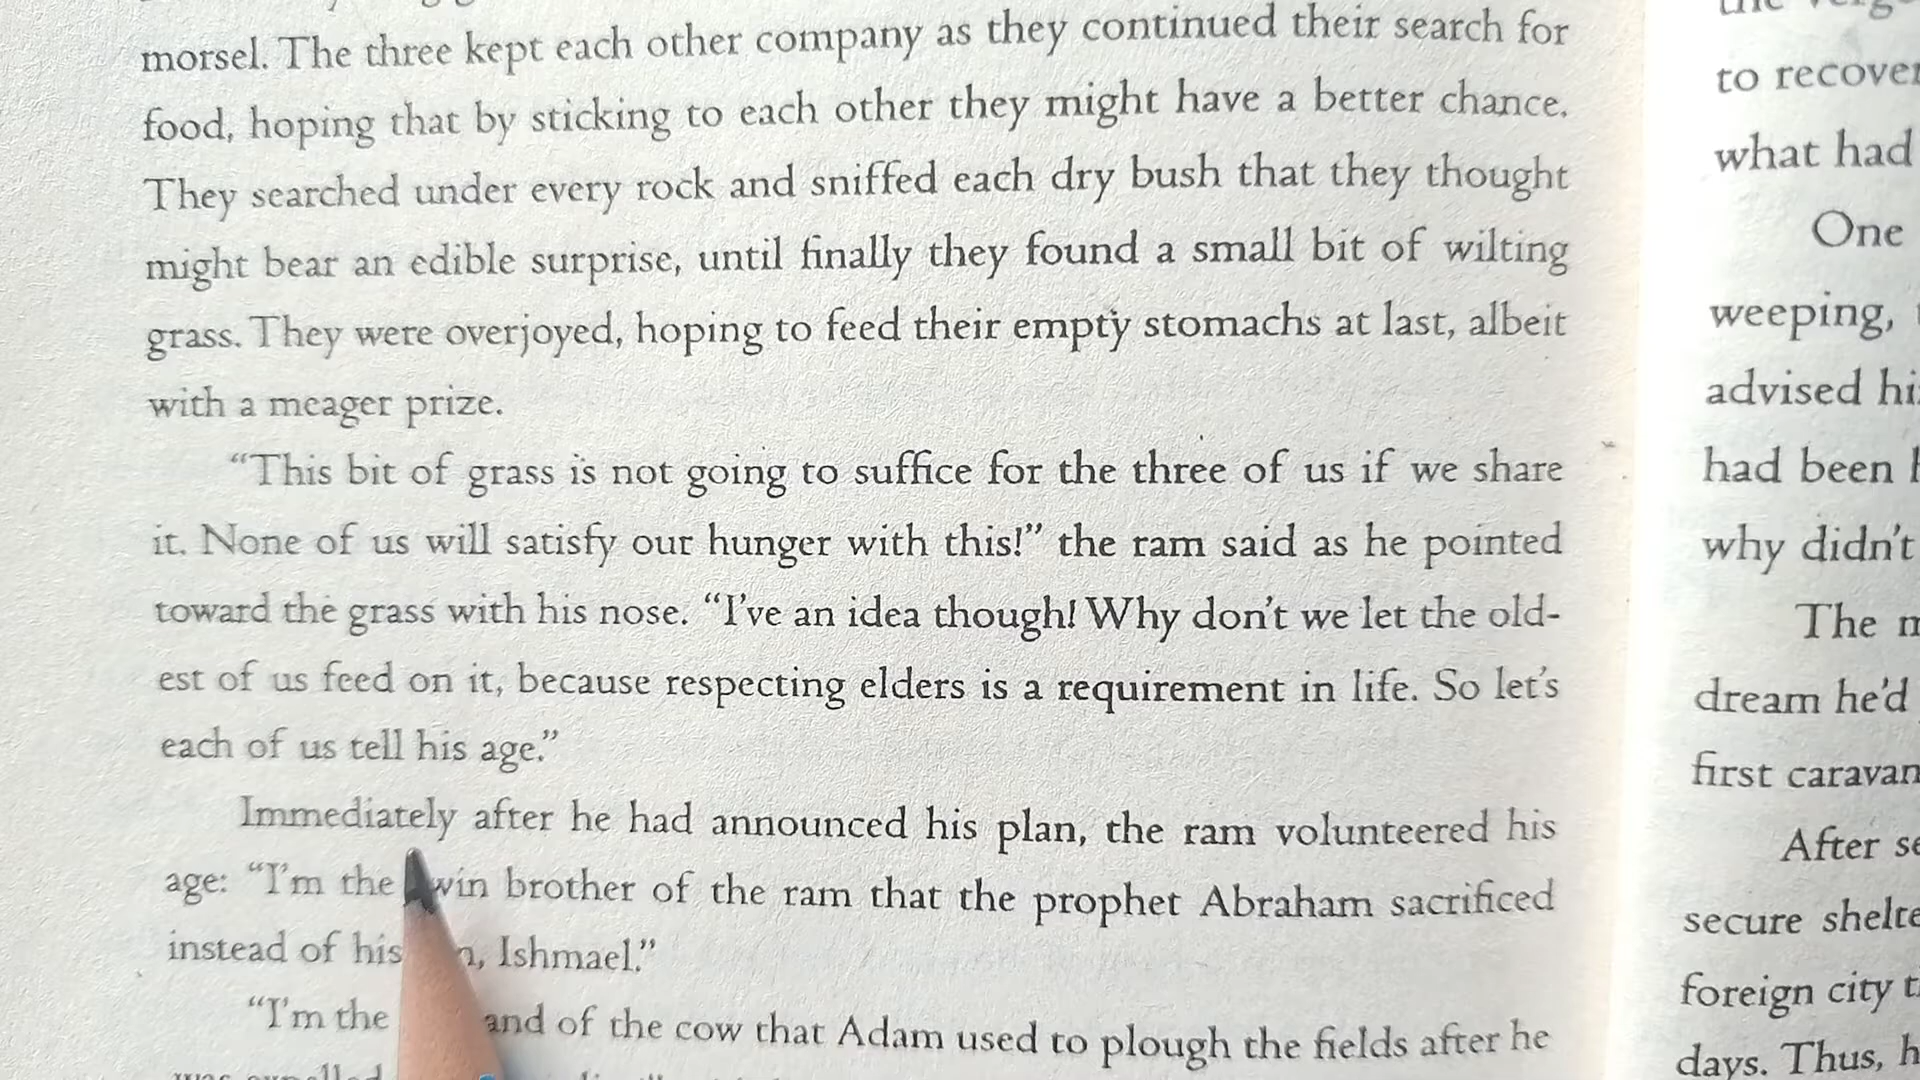 morsel. The three kept each other company as they continued their search for
food, hoping that by sticking to each other they might have a better chance.
They searched under every rock and sniffed each dry bush that they thought
might bear an edible surprise, until finally they found a small bit of wilting
grass. They were overjoyed, hoping to feed their empty stomachs at last, albeit
with a meager prize.
“This bit of grass is not going to suffice for the three of us if we share
it. None of us will satisfy our hunger with this!” the ram said as he pointed
toward the grass with his nose. “I’ve an idea though! Why don’t we let the old-
est of us feed on it, because respecting elders is a requirement in life. So let’s
each of us tell his age.”
Immediately after he had announced his plan, the ram volunteered his
age: “I’m the brother of the ram that the prophet Abraham sacrificed
instead of his Ishmael.”
“I’m the of the cow that Adam used to plough the fields after he
to recover
what had
One
weeping,
advised
had been
why didn’t
The
dream he’d
first caravan
After
secure
foreign city
days. Thus,